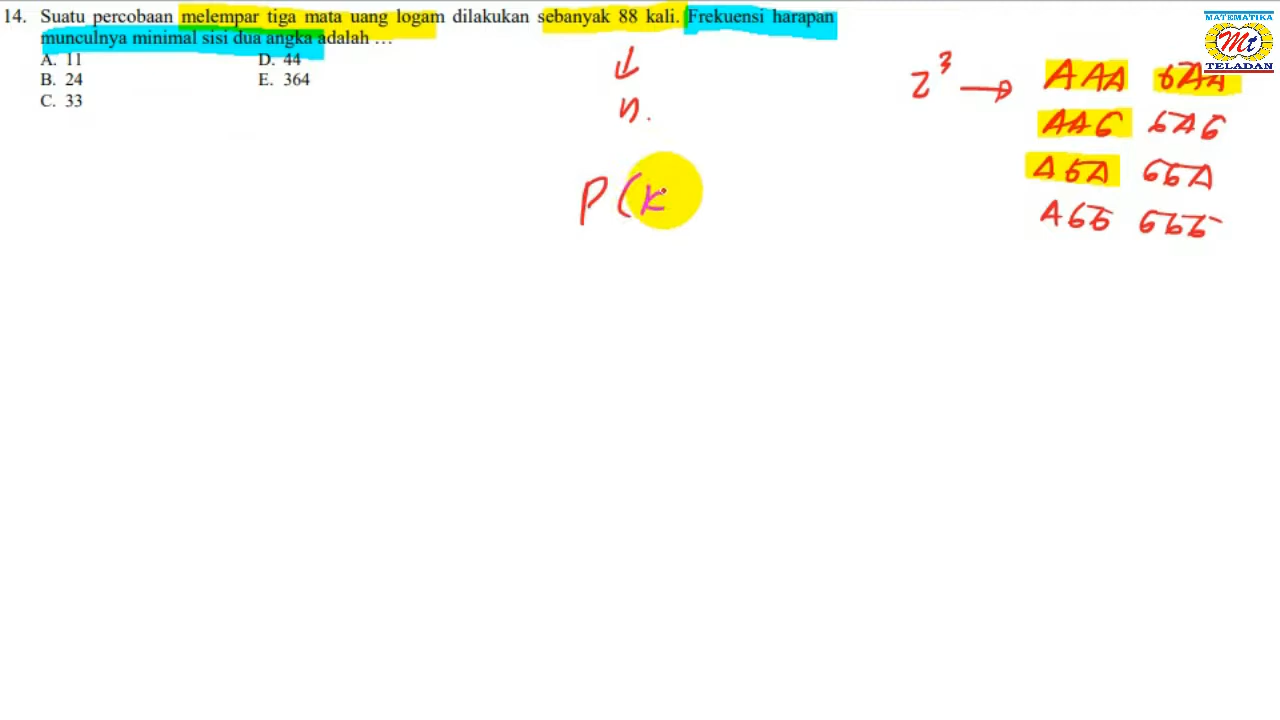 14. Suatu percobaan melempar tiga mata uang logam dilakukan sebanyak 88 kali. Frekuensi harapan
munculnya minimal sisi dua angka adalah …
A. 11 D. 44
B. 24 E. 364
C. 33
n.
P(K
2³ → AAA GAA
AAG GAG
AGA GGA
AGG GGG
MATEMATIKA
Mt
TELADAN